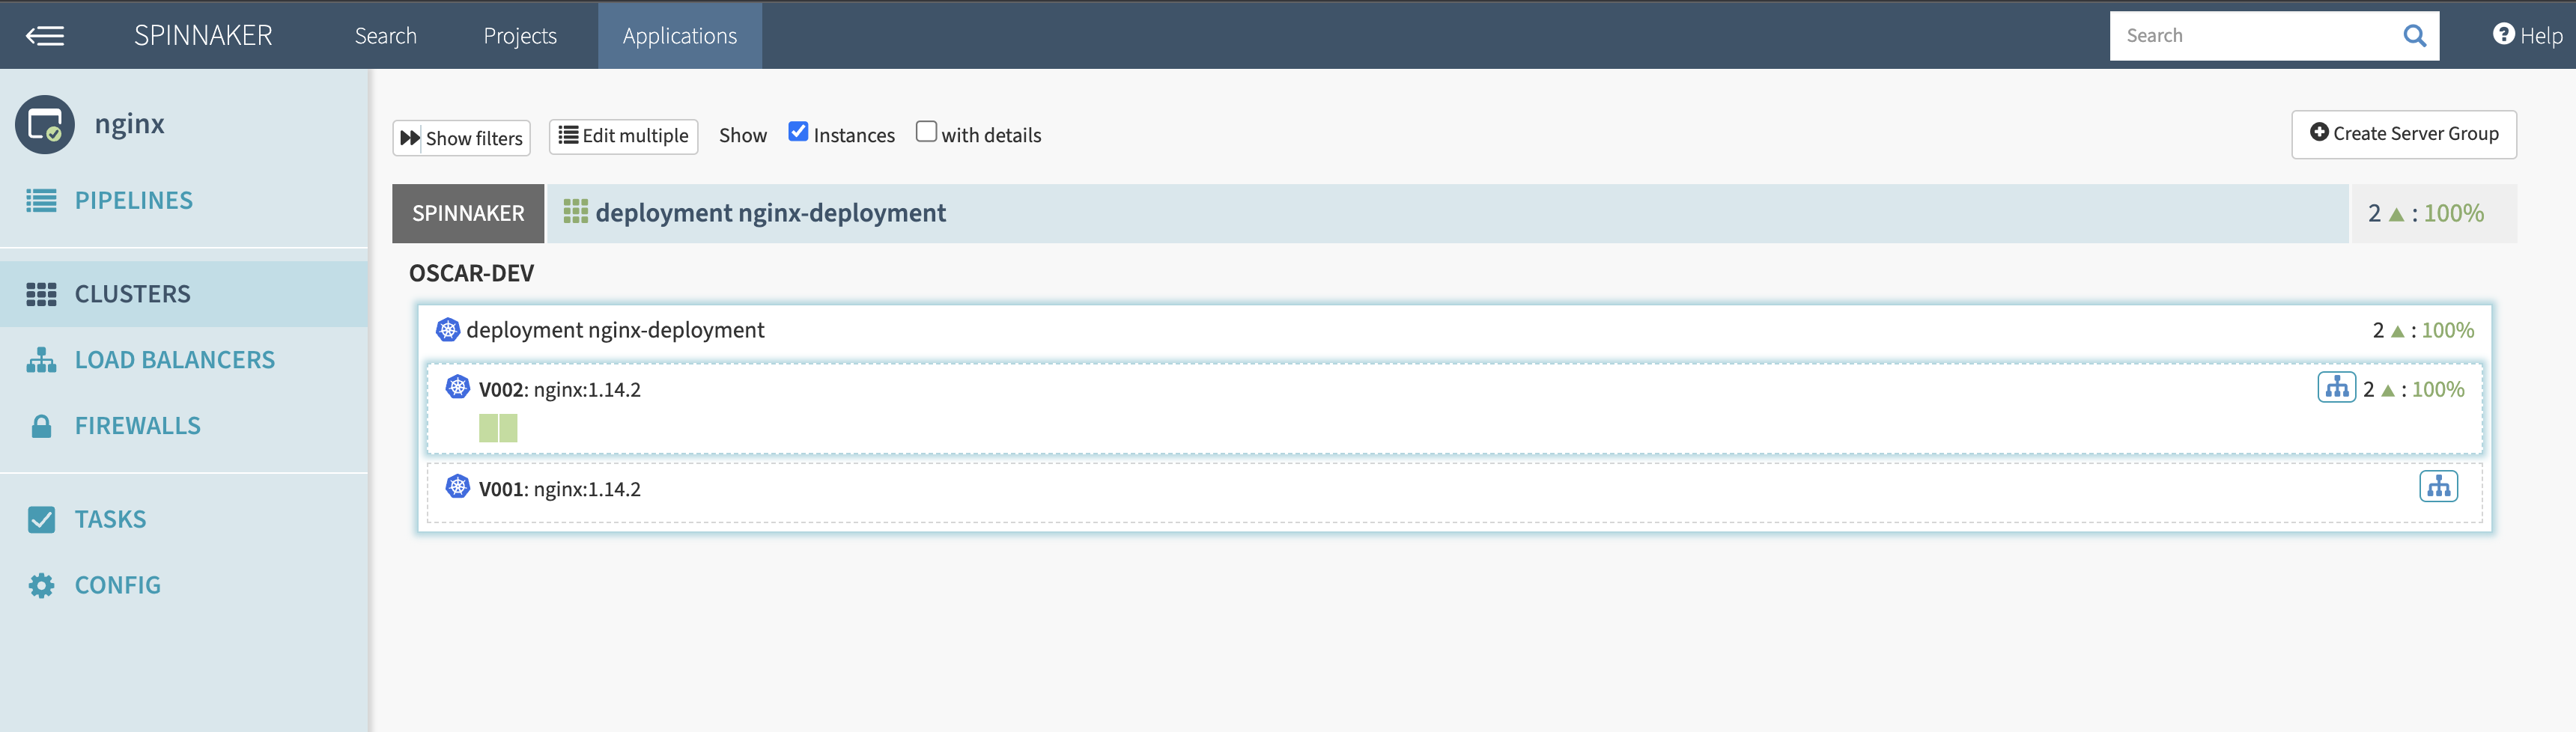 SPINNAKER Search Projects Applications Search Help
nginx
PIPELINES
CLUSTERS
LOAD BALANCERS
FIREWALLS
TASKS
CONFIG
Show filters Edit multiple Show Instances with details Create Server Group
SPINNAKER deployment nginx-deployment 2 ▲ : 100%
OSCAR-DEV
deployment nginx-deployment 2 ▲ : 100%
V002: nginx:1.14.2 2 ▲ : 100%
V001: nginx:1.14.2